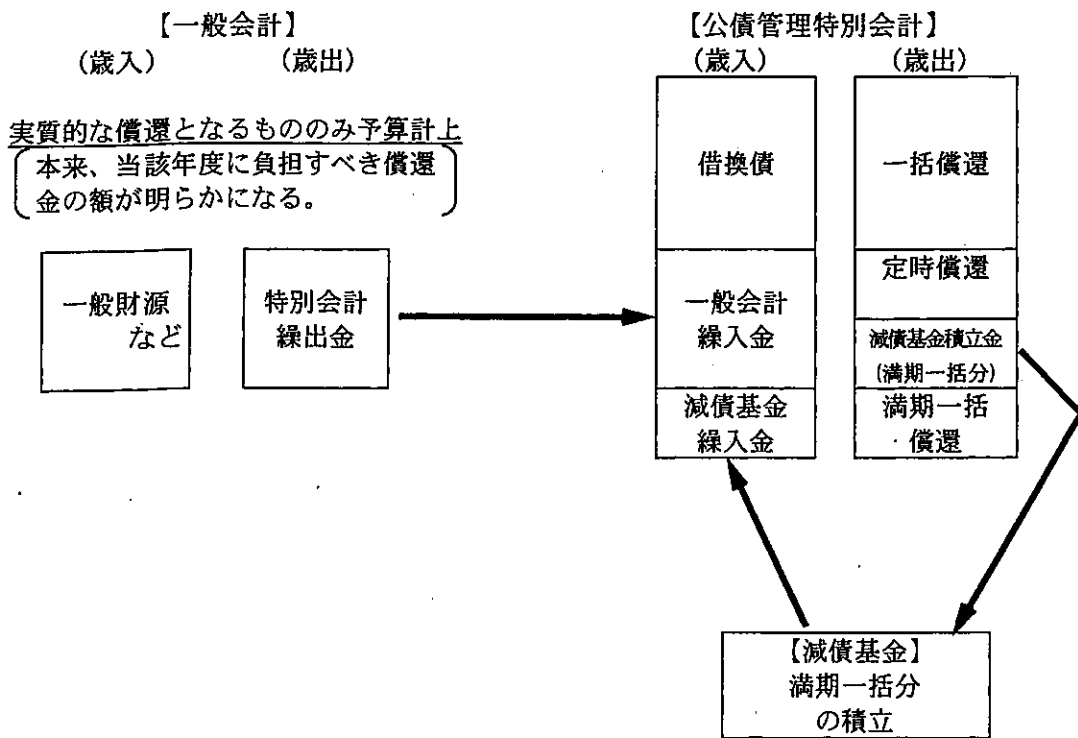 【一般会計】
(歳入)
(歳出)
実質的な償還となるもののみ予算計上
本来、当該年度に負担すべき償還
金の額が明らかになる。
一般財源
など
特別会計
繰出金
【公債管理特別会計】
(歳入)
(歳出)
借換債
一般会計
繰入金
減債基金
繰入金
一括償還
定時償還
減債基金積立金
(満期一括分)
満期一括
償還
【減債基金】
満期一括分
の積立